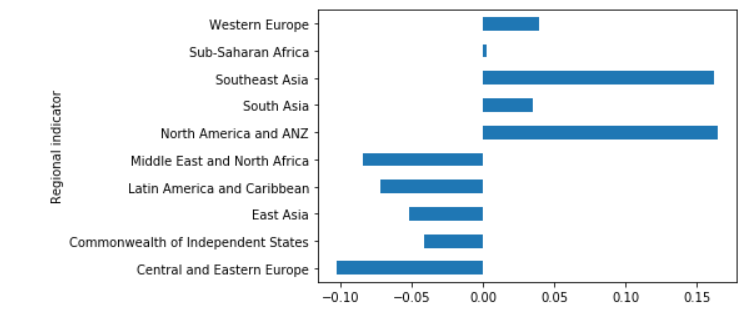 Western Europe
Sub-Saharan Africa
Southeast Asia
South Asia
North America and ANZ
Middle East and North Africa
Latin America and Caribbean
East Asia
Commonwealth of Independent States
Central and Eastern Europe
Regional indicator
−0.10 −0.05 0.00 0.05 0.10 0.15